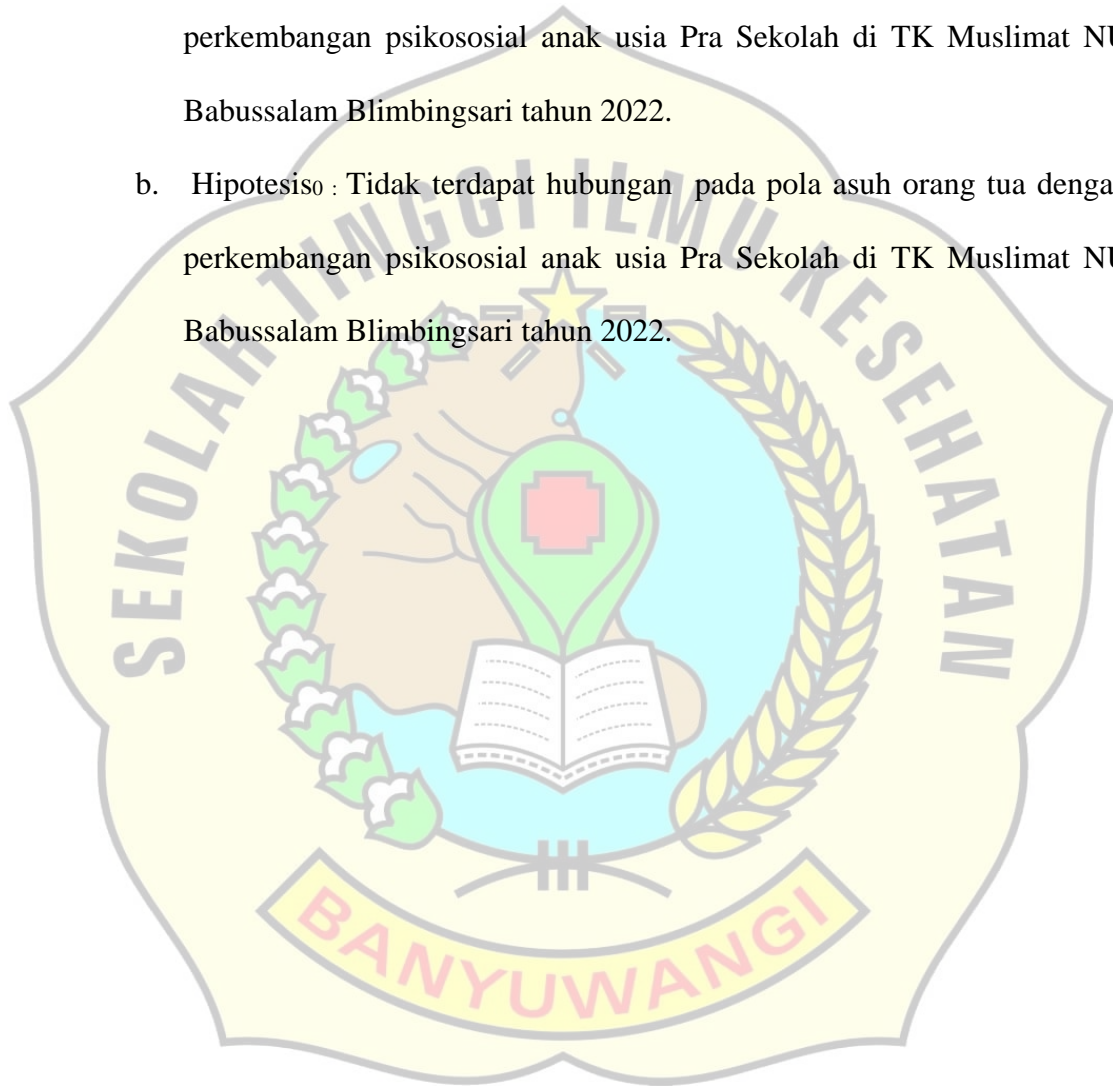 perkembangan psikososial anak usia Pra Sekolah di TK Muslimat NU
Babussalam Blimbingsari tahun 2022.
b. Hipotesis₀ : Tidak terdapat hubungan pada pola asuh orang tua denga
perkembangan psikososial anak usia Pra Sekolah di TK Muslimat NU
Babussalam Blimbingsari tahun 2022.
SEKOLAH TINGGI ILMU KESEHATAN
BANYUWANGI